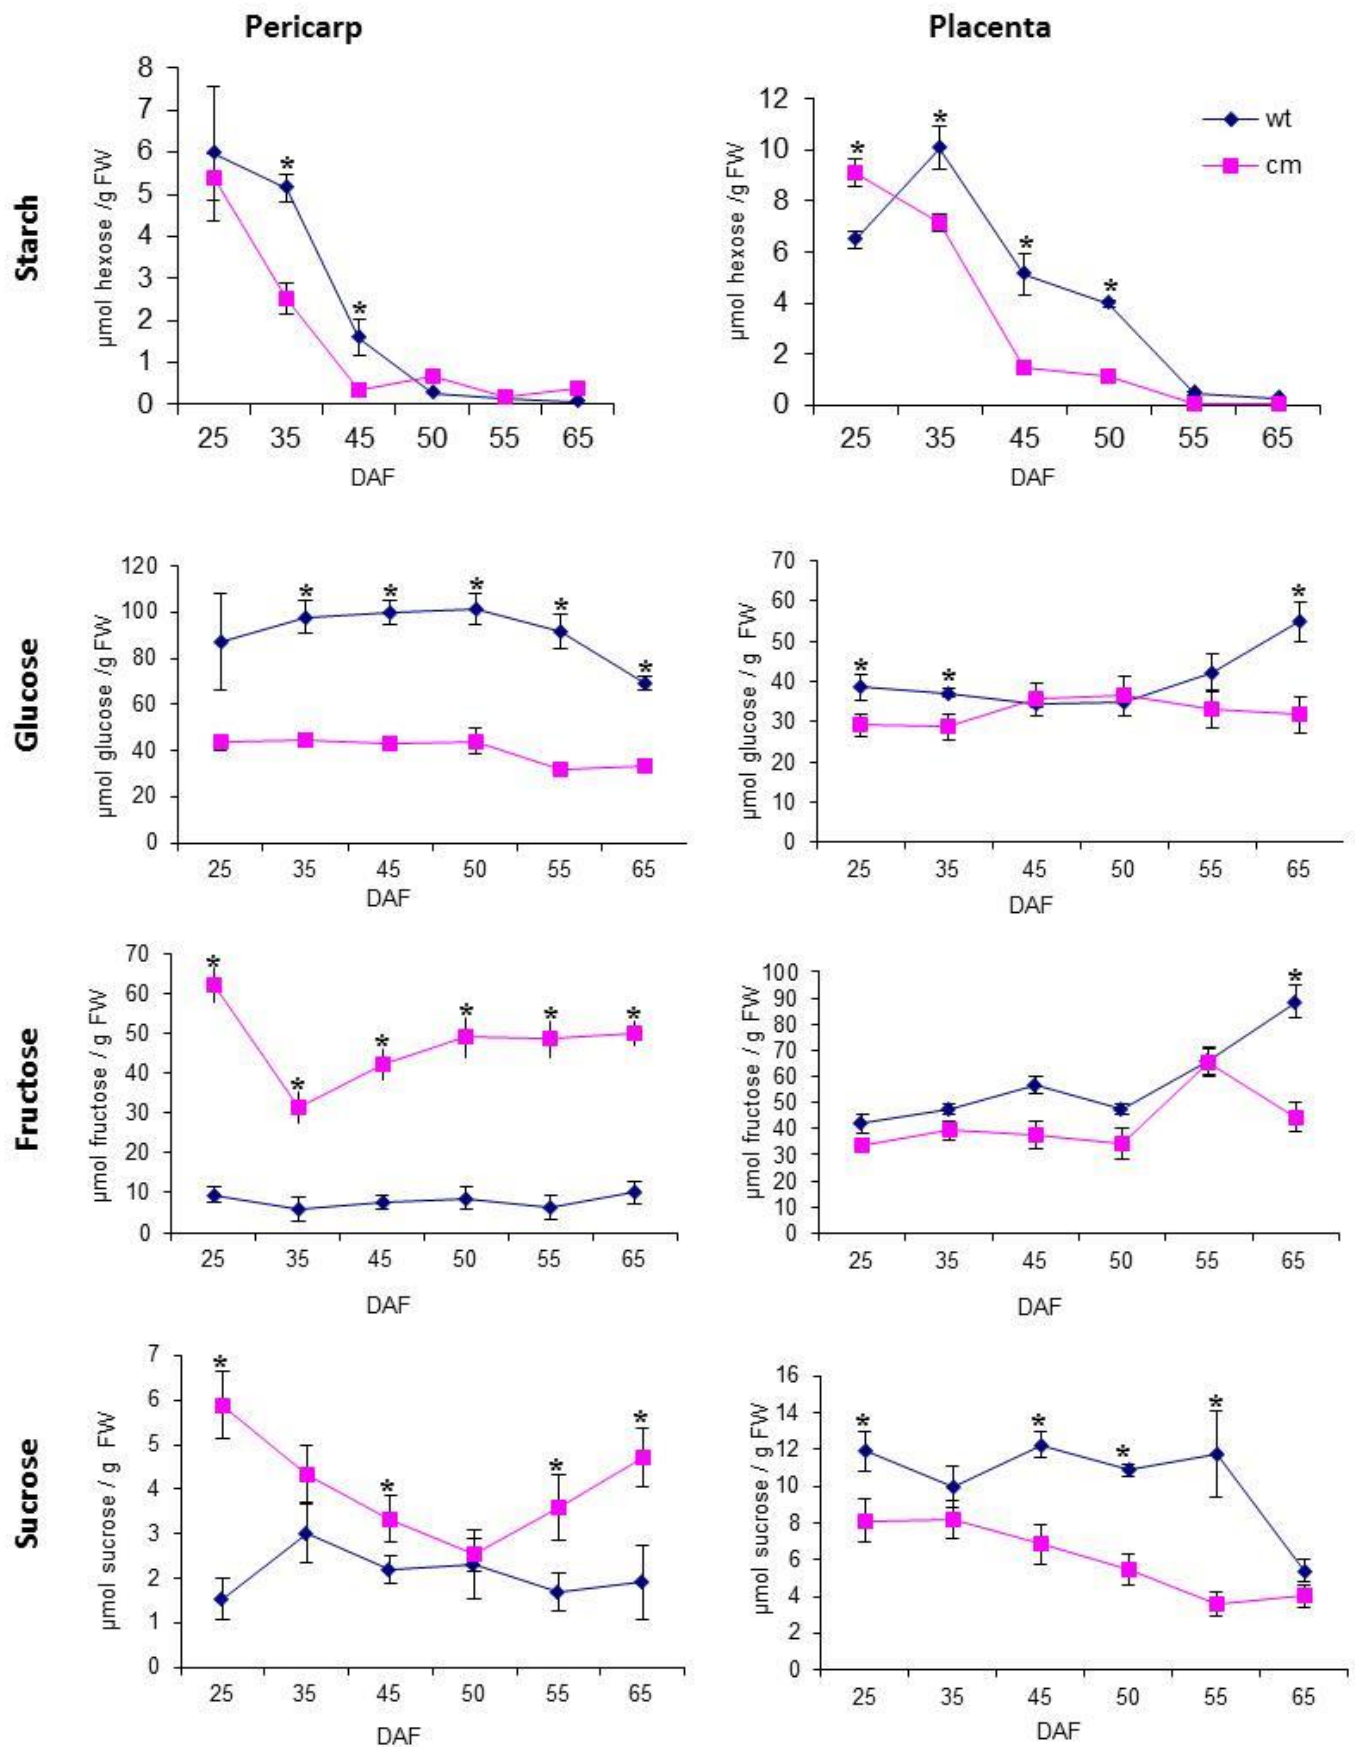 Pericarp
Placenta
Starch
8
7
6
5
4
3
2
1
0
µmol hexose /g FW
* *
25 35 45 50 55 65
DAF
12
10
8
6
4
2
0
µmol hexose /g FW
* * * *
25 35 45 50 55 65
DAF
wt
cm
Glucose
120
100
80
60
40
20
0
µmol glucose /g FW
* * * * *
25 35 45 50 55 65
DAF
70
60
50
40
30
20
10
0
µmol glucose / g FW
* * *
25 35 45 50 55 65
DAF
Fructose
70
60
50
40
30
20
10
0
µmol fructose / g FW
* * * * * *
25 35 45 50 55 65
DAF
100
90
80
70
60
50
40
30
20
10
0
µmol fructose / g FW
*
25 35 45 50 55 65
DAF
Sucrose
7
6
5
4
3
2
1
0
µmol sucrose / g FW
* * * *
25 35 45 50 55 65
DAF
16
14
12
10
8
6
4
2
0
µmol sucrose / g FW
* * * *
25 35 45 50 55 65
DAF